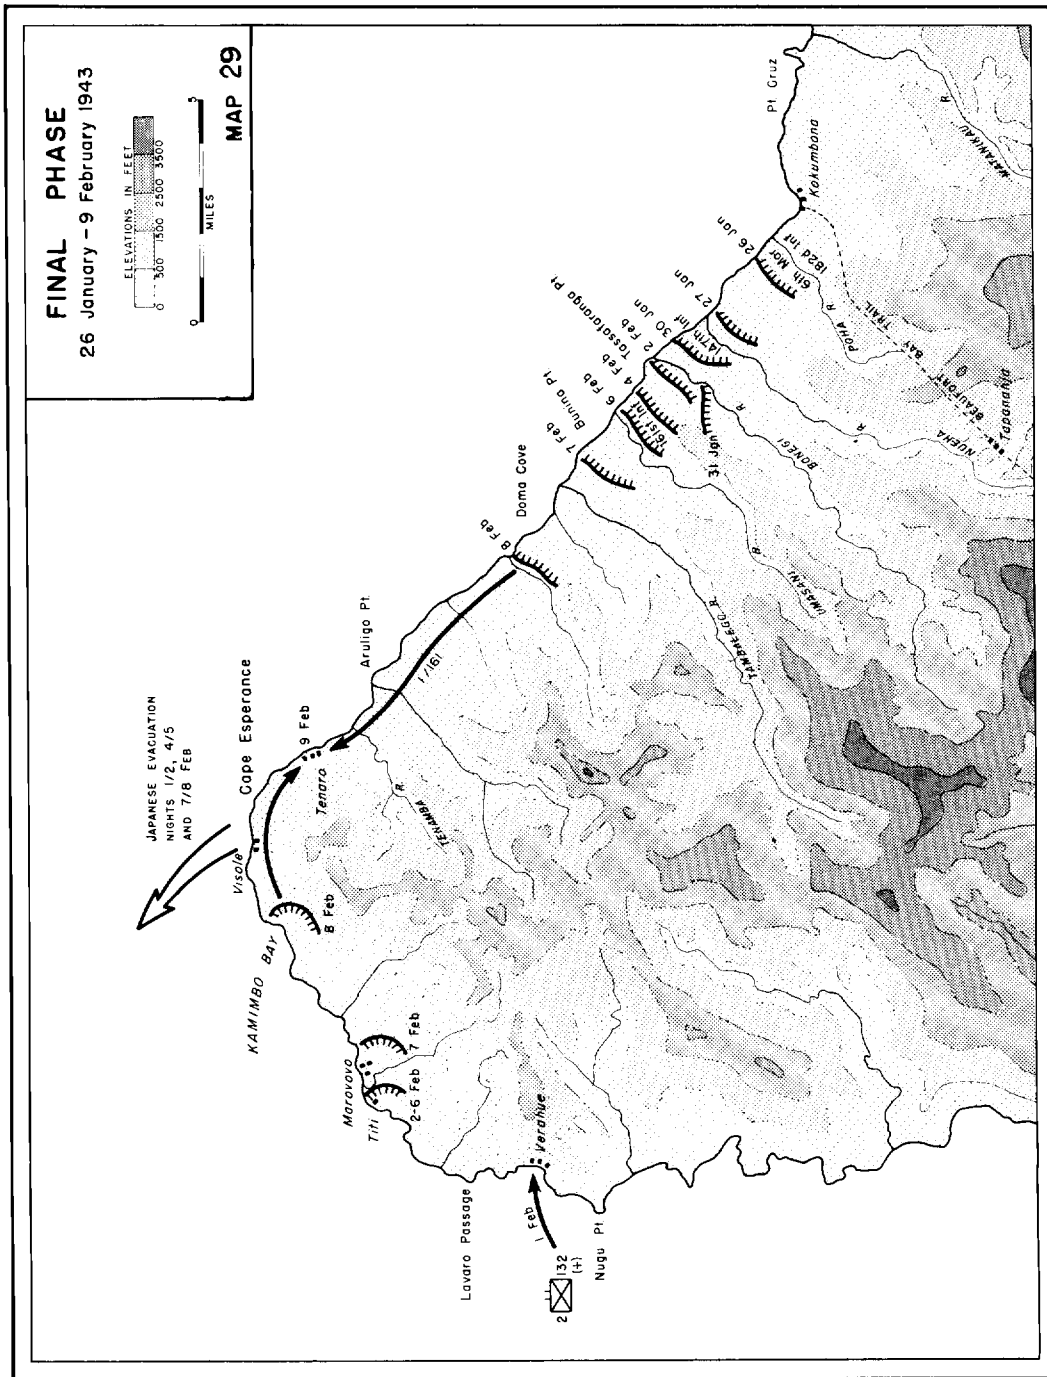 FINAL PHASE
26 January – 9 February 1943
ELEVATIONS IN FEET
0 500 1500 2500 3500
0 5
MILES
MAP 29
JAPANESE EVACUATION
NIGHTS 1/2, 4/5
AND 7/8 FEB
Cape Esperance
Visale
KAMIMBO BAY
8 Feb
Tenaro
9 Feb
Aruligo Pt.
1/161
TENAMBA R.
Marovovo
Titi
2-6 Feb
7 Feb
Lavaro Passage
Verahue
1 Feb
2
132
(+)
Nugu Pt.
8 Feb
Doma Cove
7 Feb
Buning Pt
6 Feb
161st Inf
4 Feb
Tassafaronga Pt
2 Feb
31 Jan
30 Jan
147th Inf
27 Jan
26 Jan
6th Mar
182d Inf
TAMBALEGO R.
UMASANI R.
BONEGI R
NUEHA R
POHA R
BEAUFORT BAY TRAIL
Tapananja
Kokumbona
Pt Cruz
MATANIKAU R.